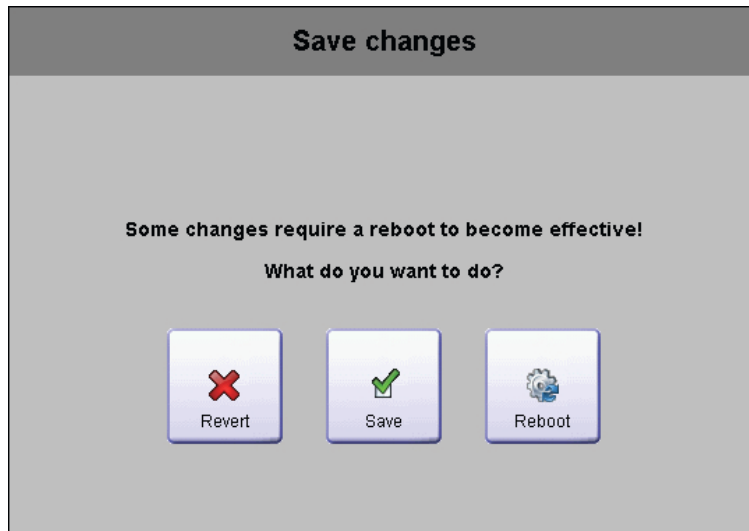 Save changes
Some changes require a reboot to become effective!
What do you want to do?
Revert
Save
Reboot